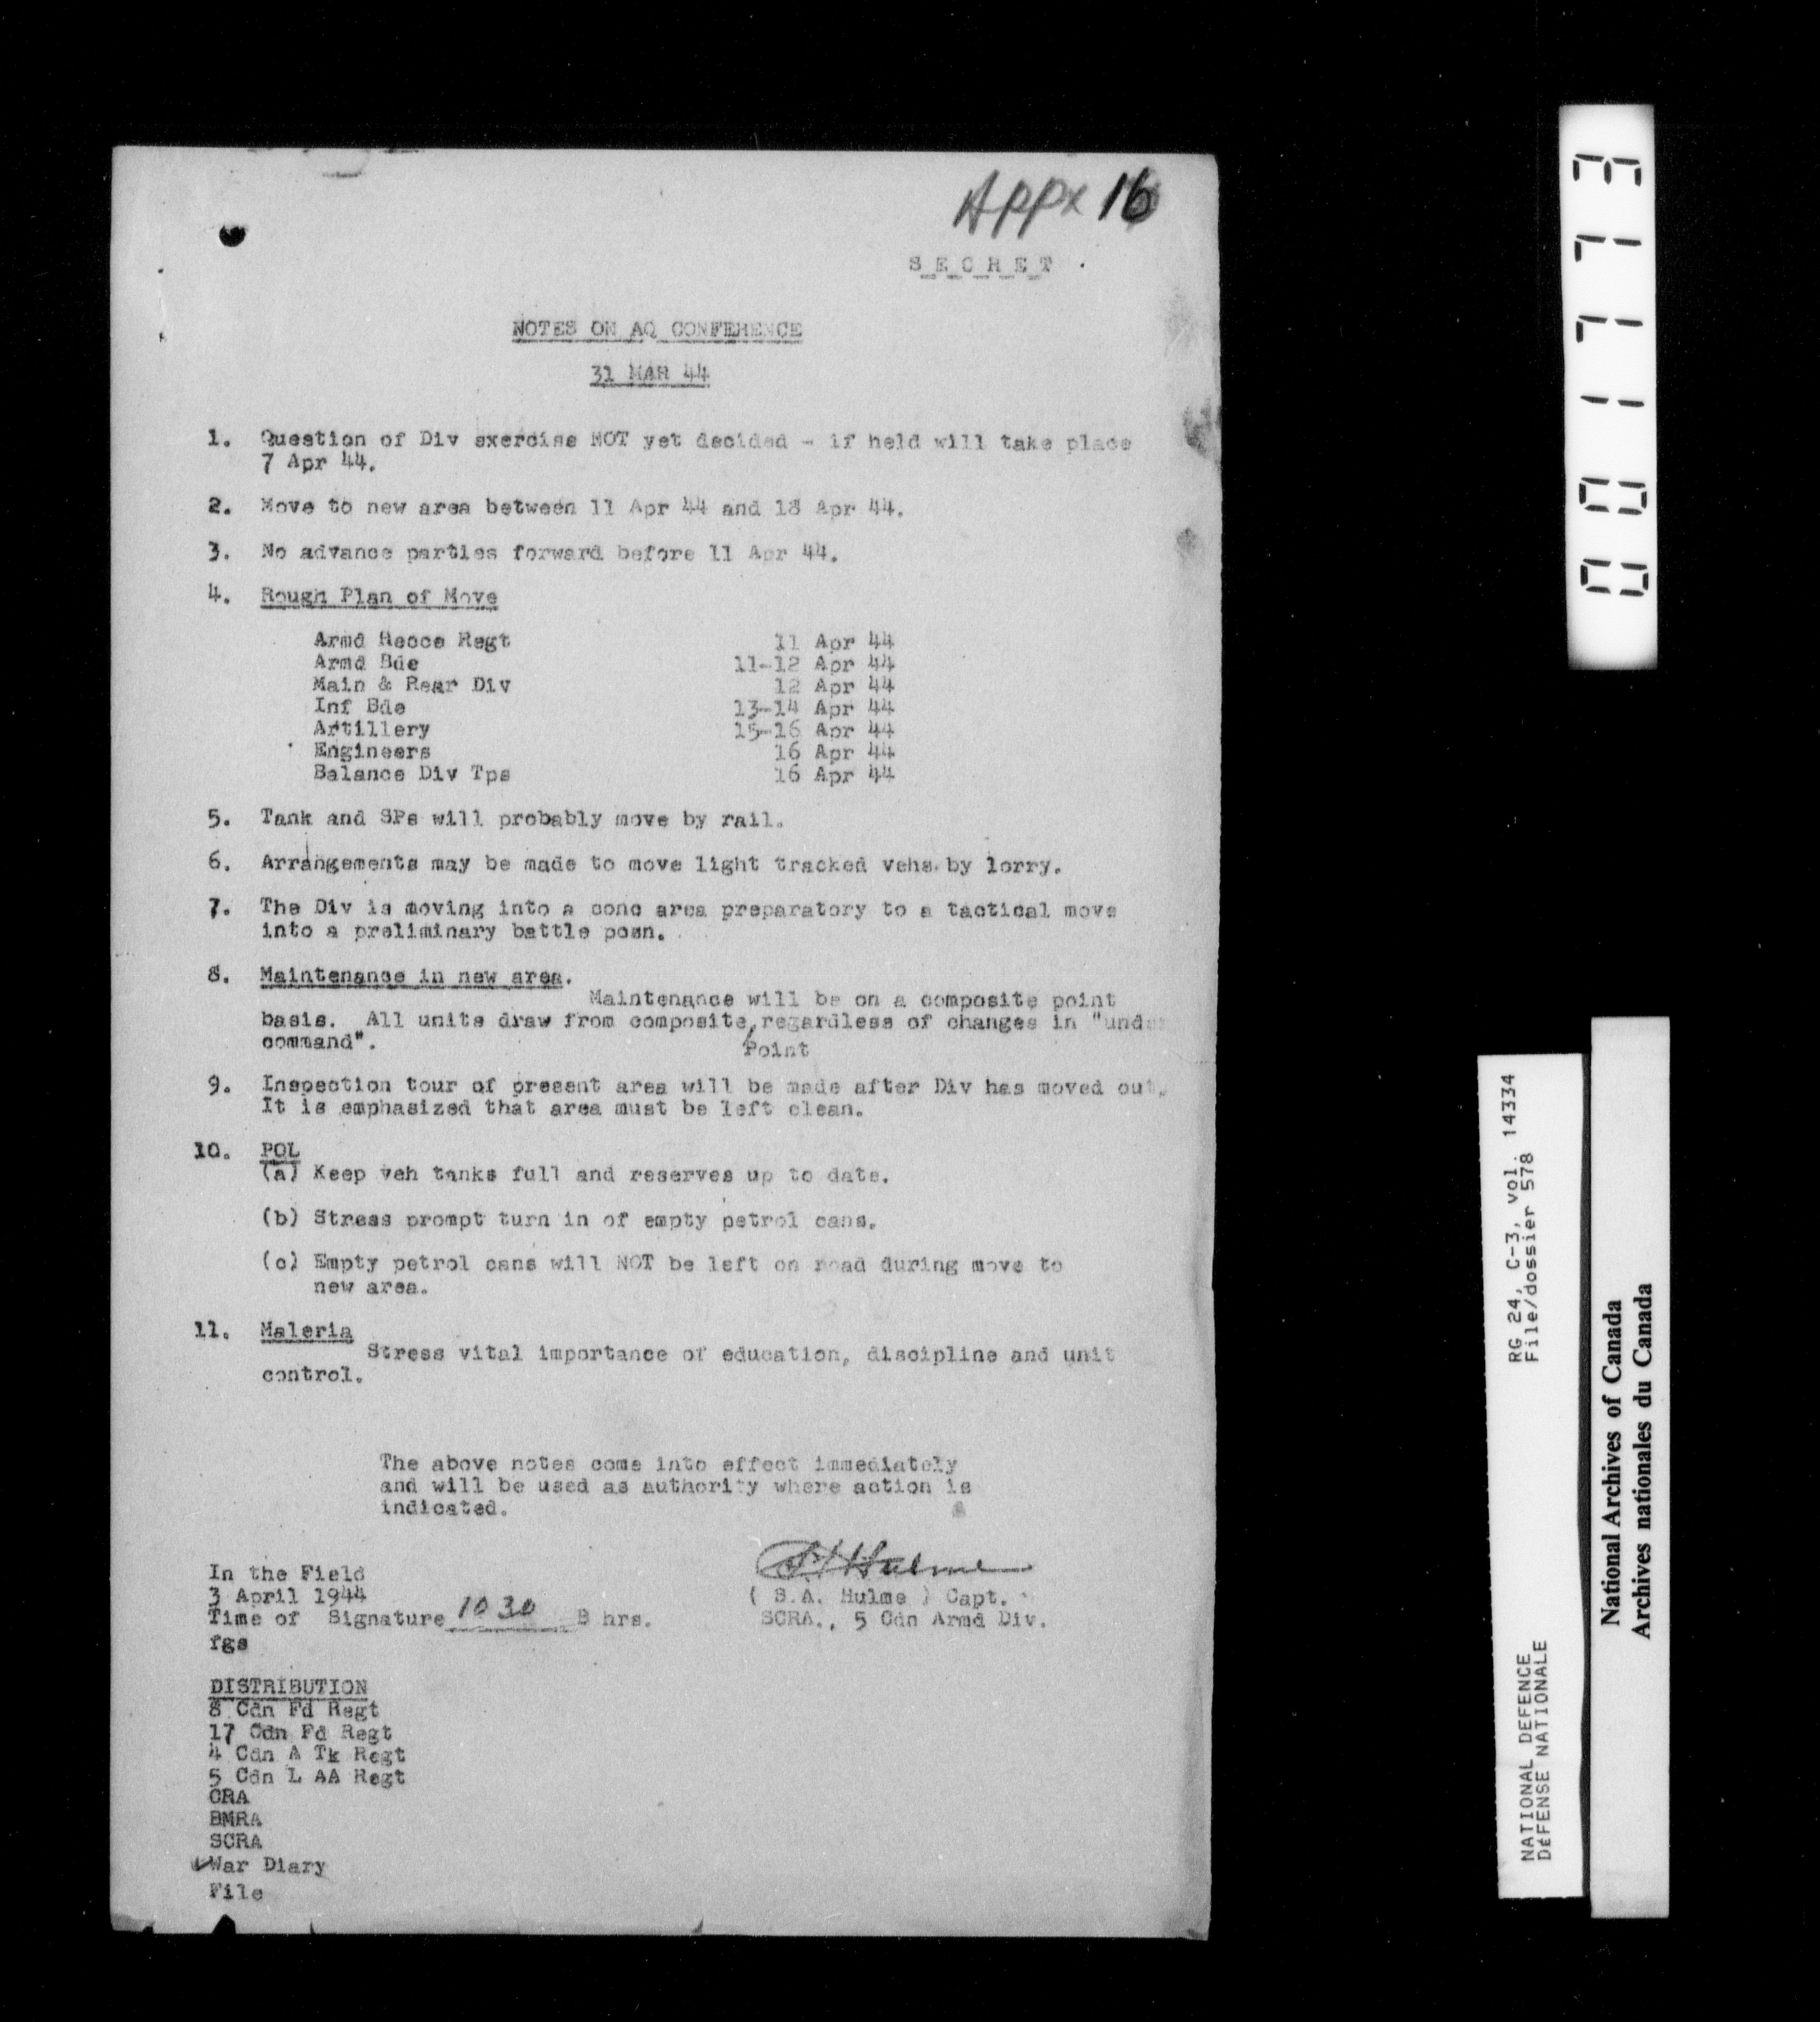 Appx 16
S E C R E T
NOTES ON AQ CONFERENCE
31 MAR 44
1. Question of Div exercise NOT yet decided - if held will take place
7 Apr 44.
2. Move to new area between 11 Apr 44 and 18 Apr 44.
3. No advance parties forward before 11 Apr 44.
4. Rough Plan of Move
Armd Recce Regt 11 Apr 44
Armd Bde 11-12 Apr 44
Main & Rear Div 12 Apr 44
Inf Bde 13-14 Apr 44
Artillery 15-16 Apr 44
Engineers 16 Apr 44
Balance Div Tps 16 Apr 44
5. Tank and SPs will probably move by rail.
6. Arrangements may be made to move light tracked vehs by lorry.
7. The Div is moving into a conc area preparatory to a tactical move
into a preliminary battle posn.
8. Maintenance in new area.
Maintenance will be on a composite point
basis. All units draw from composite, regardless of changes in "under
command".
Point
9. Inspection tour of present area will be made after Div has moved out.
It is emphasized that area must be left clean.
10. POL
(a) Keep veh tanks full and reserves up to date.
(b) Stress prompt turn in of empty petrol cans.
(c) Empty petrol cans will NOT be left on road during move to
new area.
11. Maleria
Stress vital importance of education, discipline and unit
control.
The above notes come into effect immediately
and will be used as authority where action is
indicated.
SA Hulme
In the Field
3 April 1944 ( S.A. Hulme ) Capt.
Time of Signature 1030 B hrs. SCRA., 5 Cdn Armd Div.
fgs
DISTRIBUTION
8 Cdn Fd Regt
17 Cdn Fd Regt
4 Cdn A Tk Regt
5 Cdn L AA Regt
CRA
BMRA
SCRA
War Diary
File
001773
RG 24, C-3, vol. 14334
File/dossier 578
NATIONAL DEFENCE
DÉFENSE NATIONALE
National Archives of Canada
Archives nationales du Canada